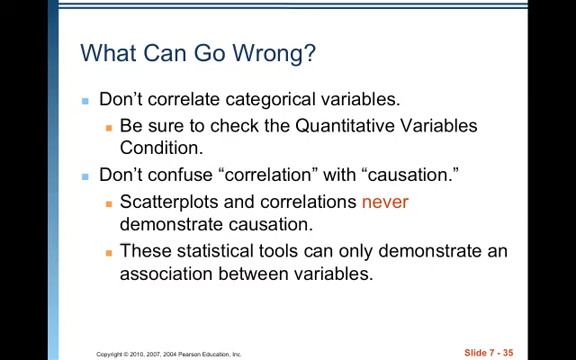 What Can Go Wrong?
Don't correlate categorical variables.
Be sure to check the Quantitative Variables
Condition.
Don't confuse “correlation” with “causation.”
Scatterplots and correlations never
demonstrate causation.
These statistical tools can only demonstrate an
association between variables.
Copyright © 2010, 2007, 2004 Pearson Education, Inc.
Slide 7 - 35